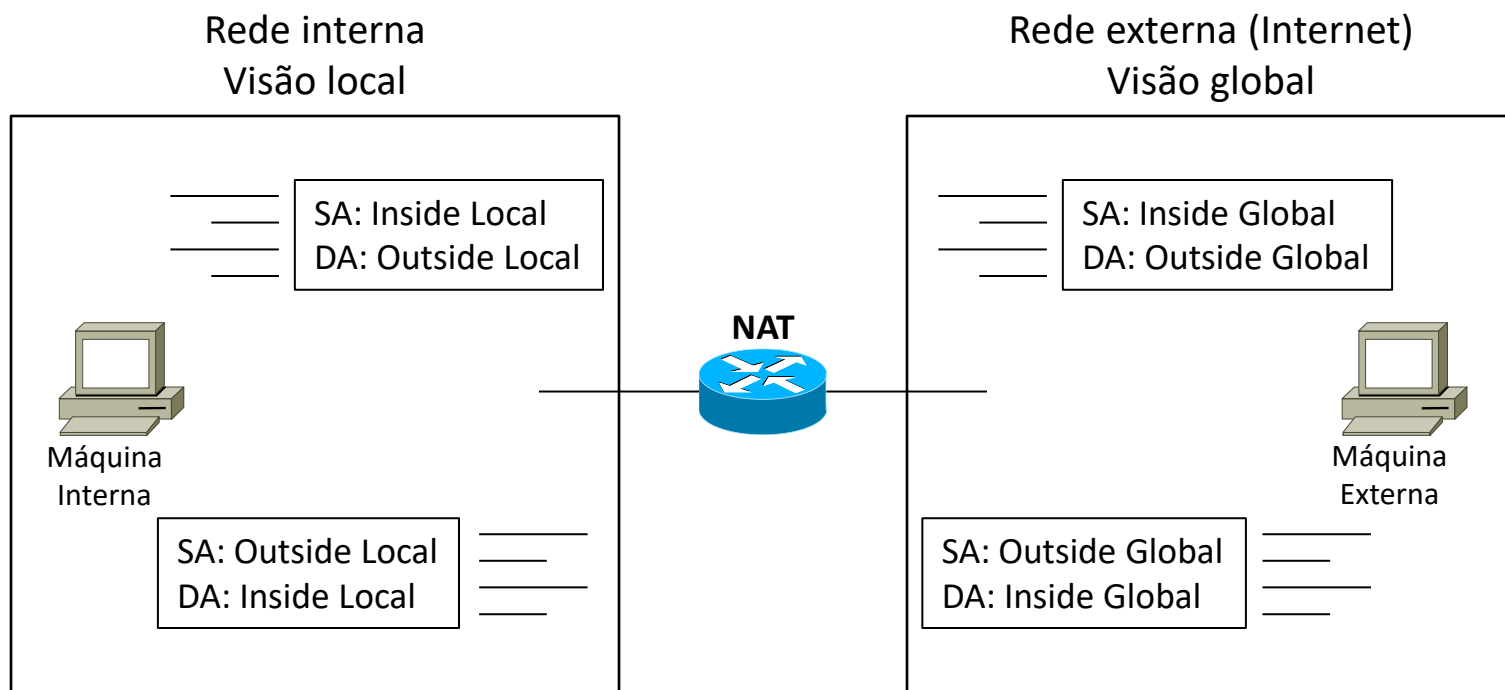 Rede interna
Visão local
Rede externa (Internet)
Visão global
SA: Inside Local
DA: Outside Local
SA: Inside Global
DA: Outside Global
NAT
Máquina
Interna
Máquina
Externa
SA: Outside Local
DA: Inside Local
SA: Outside Global
DA: Inside Global